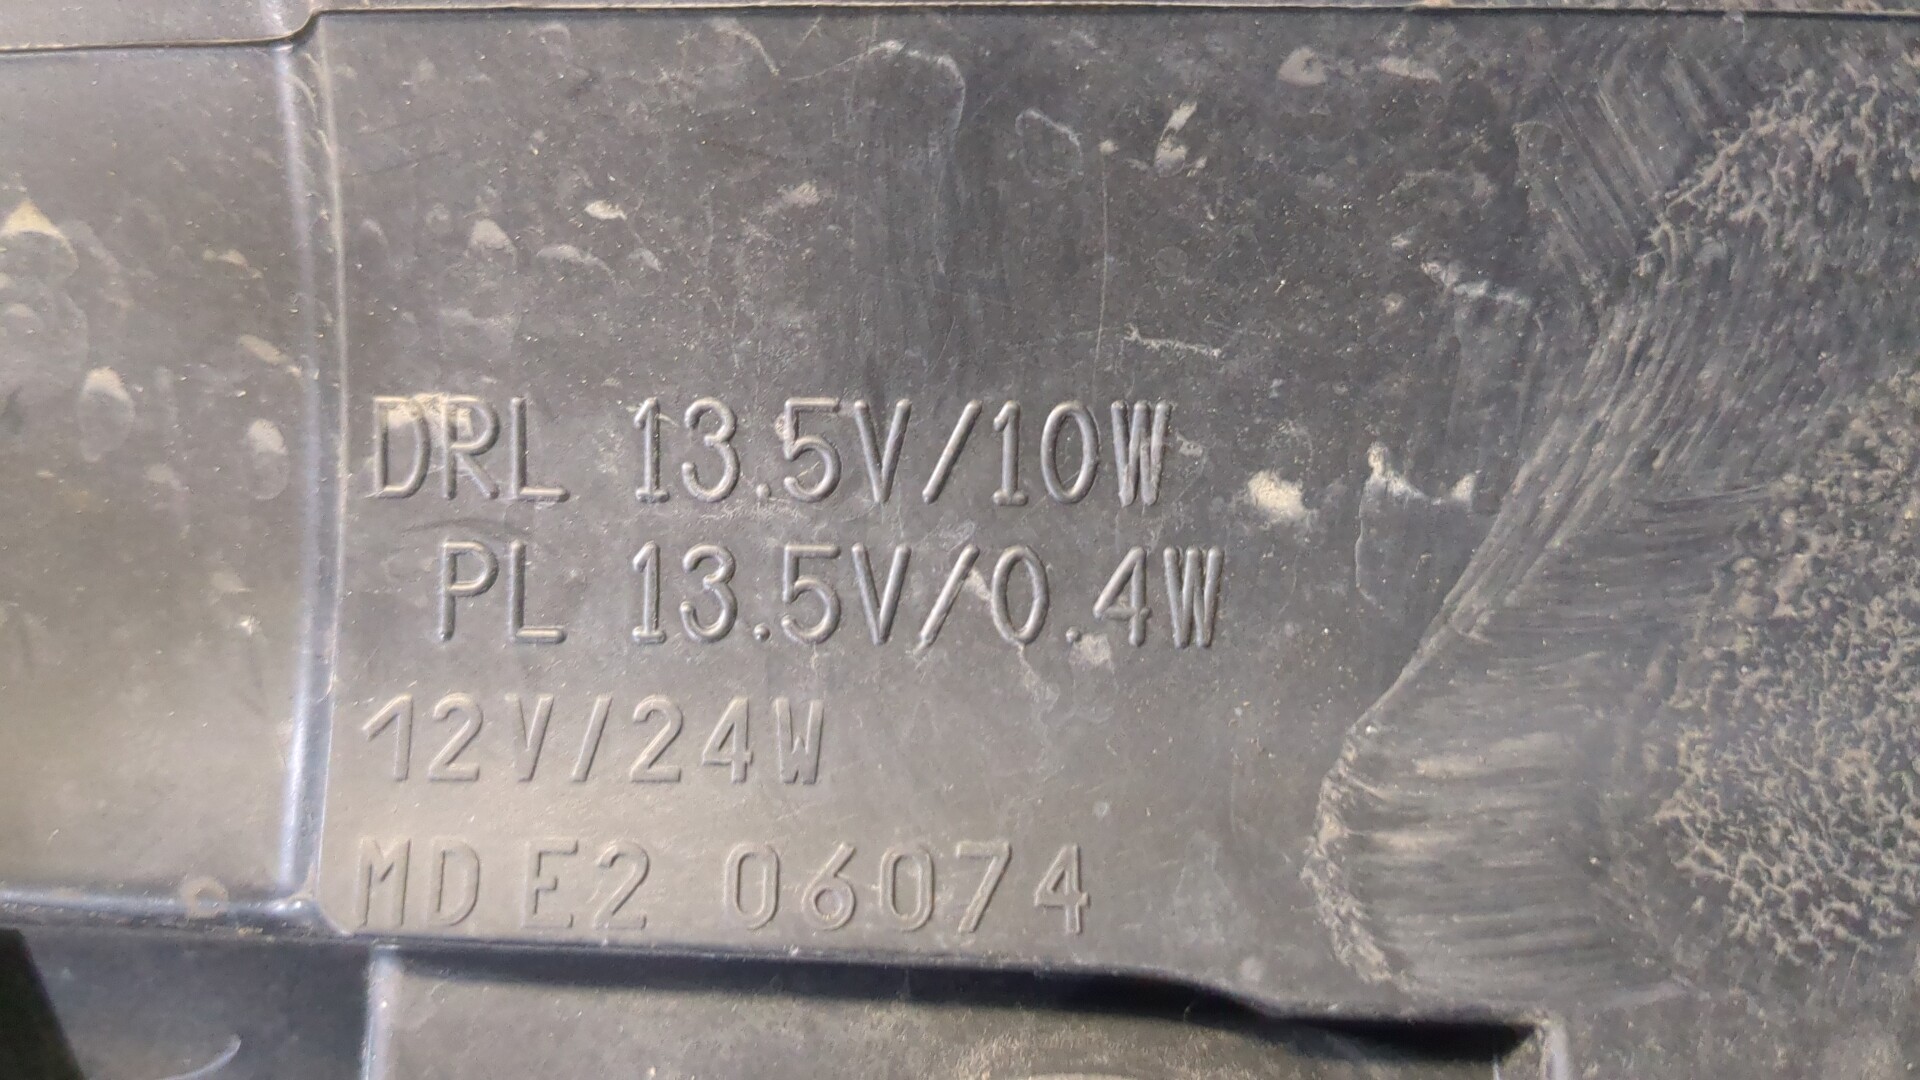 DRL 13.5V/10W
PL 13.5V/0.4W
12V/24W
MD E2 06074